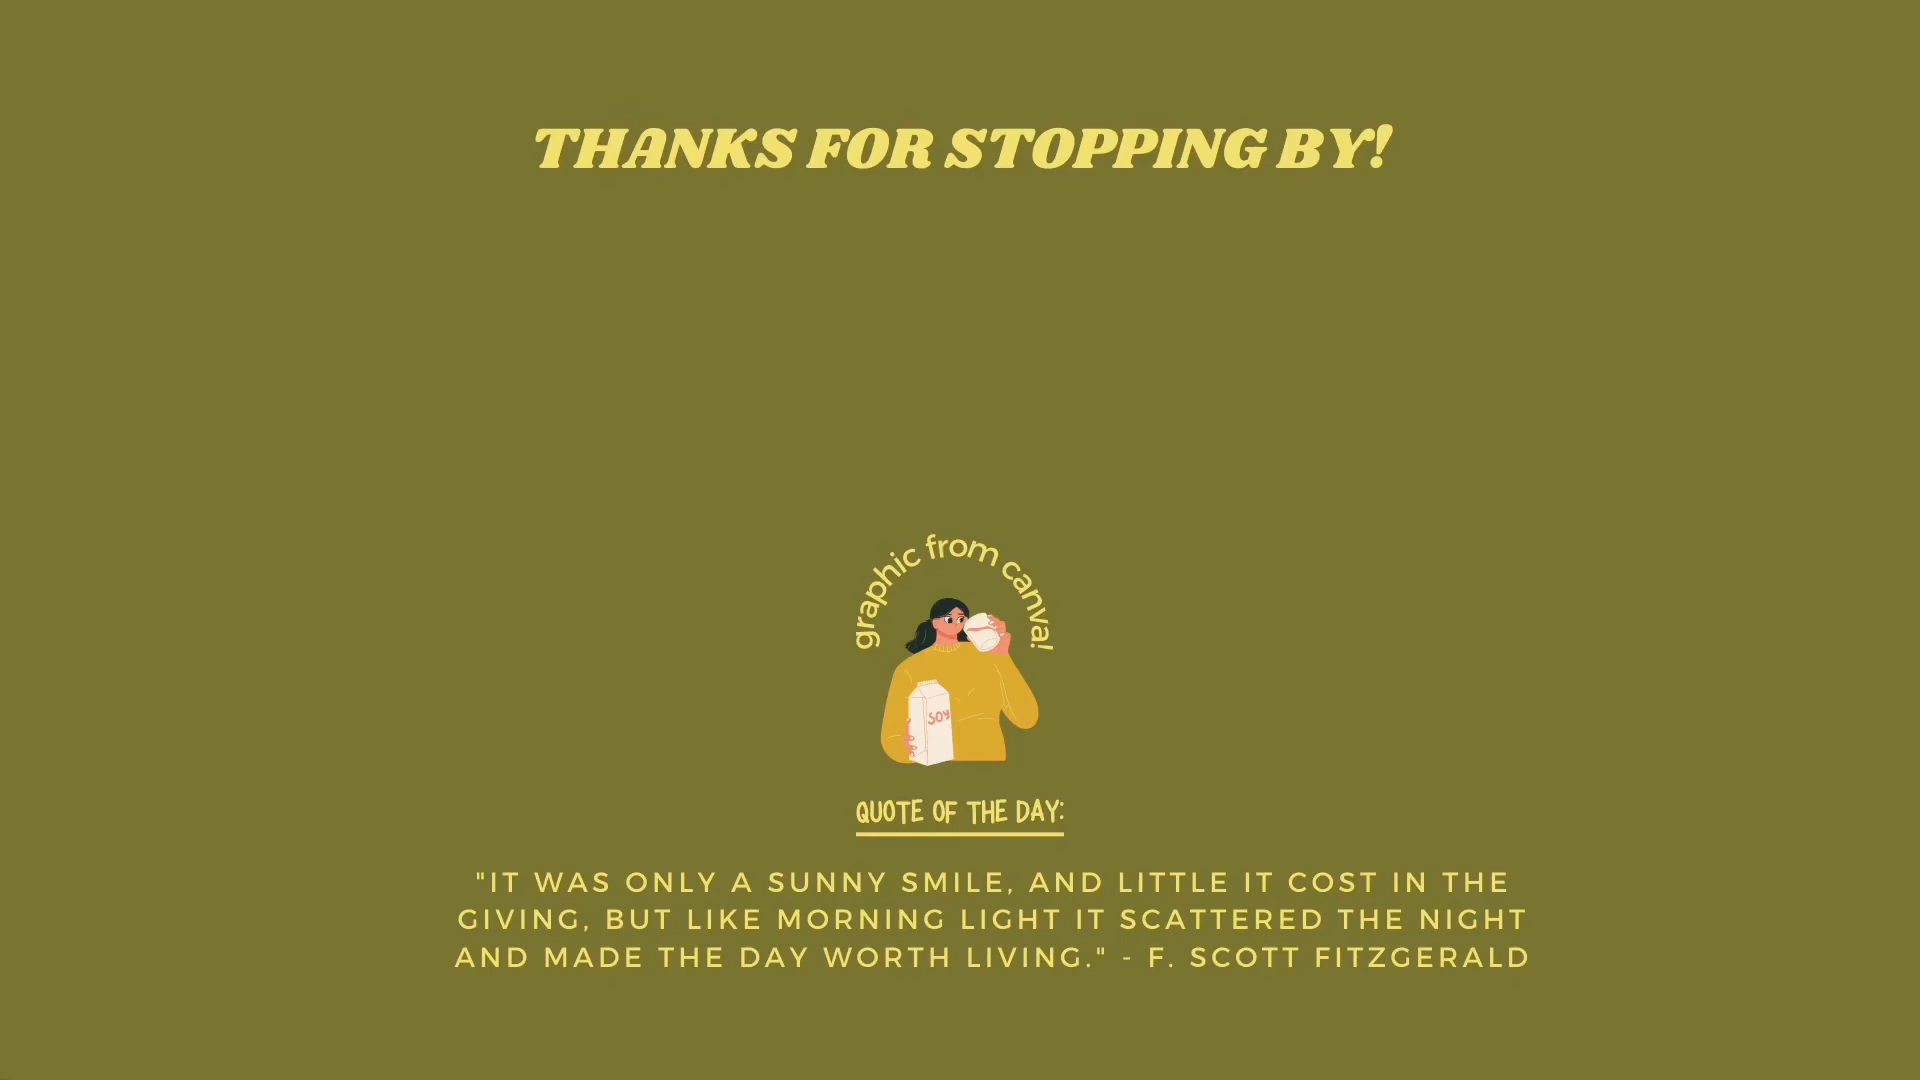 THANKS FOR STOPPING BY!
graphic from canva!
SOY
QUOTE OF THE DAY:
"IT WAS ONLY A SUNNY SMILE, AND LITTLE IT COST IN THE
GIVING, BUT LIKE MORNING LIGHT IT SCATTERED THE NIGHT
AND MADE THE DAY WORTH LIVING." - F. SCOTT FITZGERALD